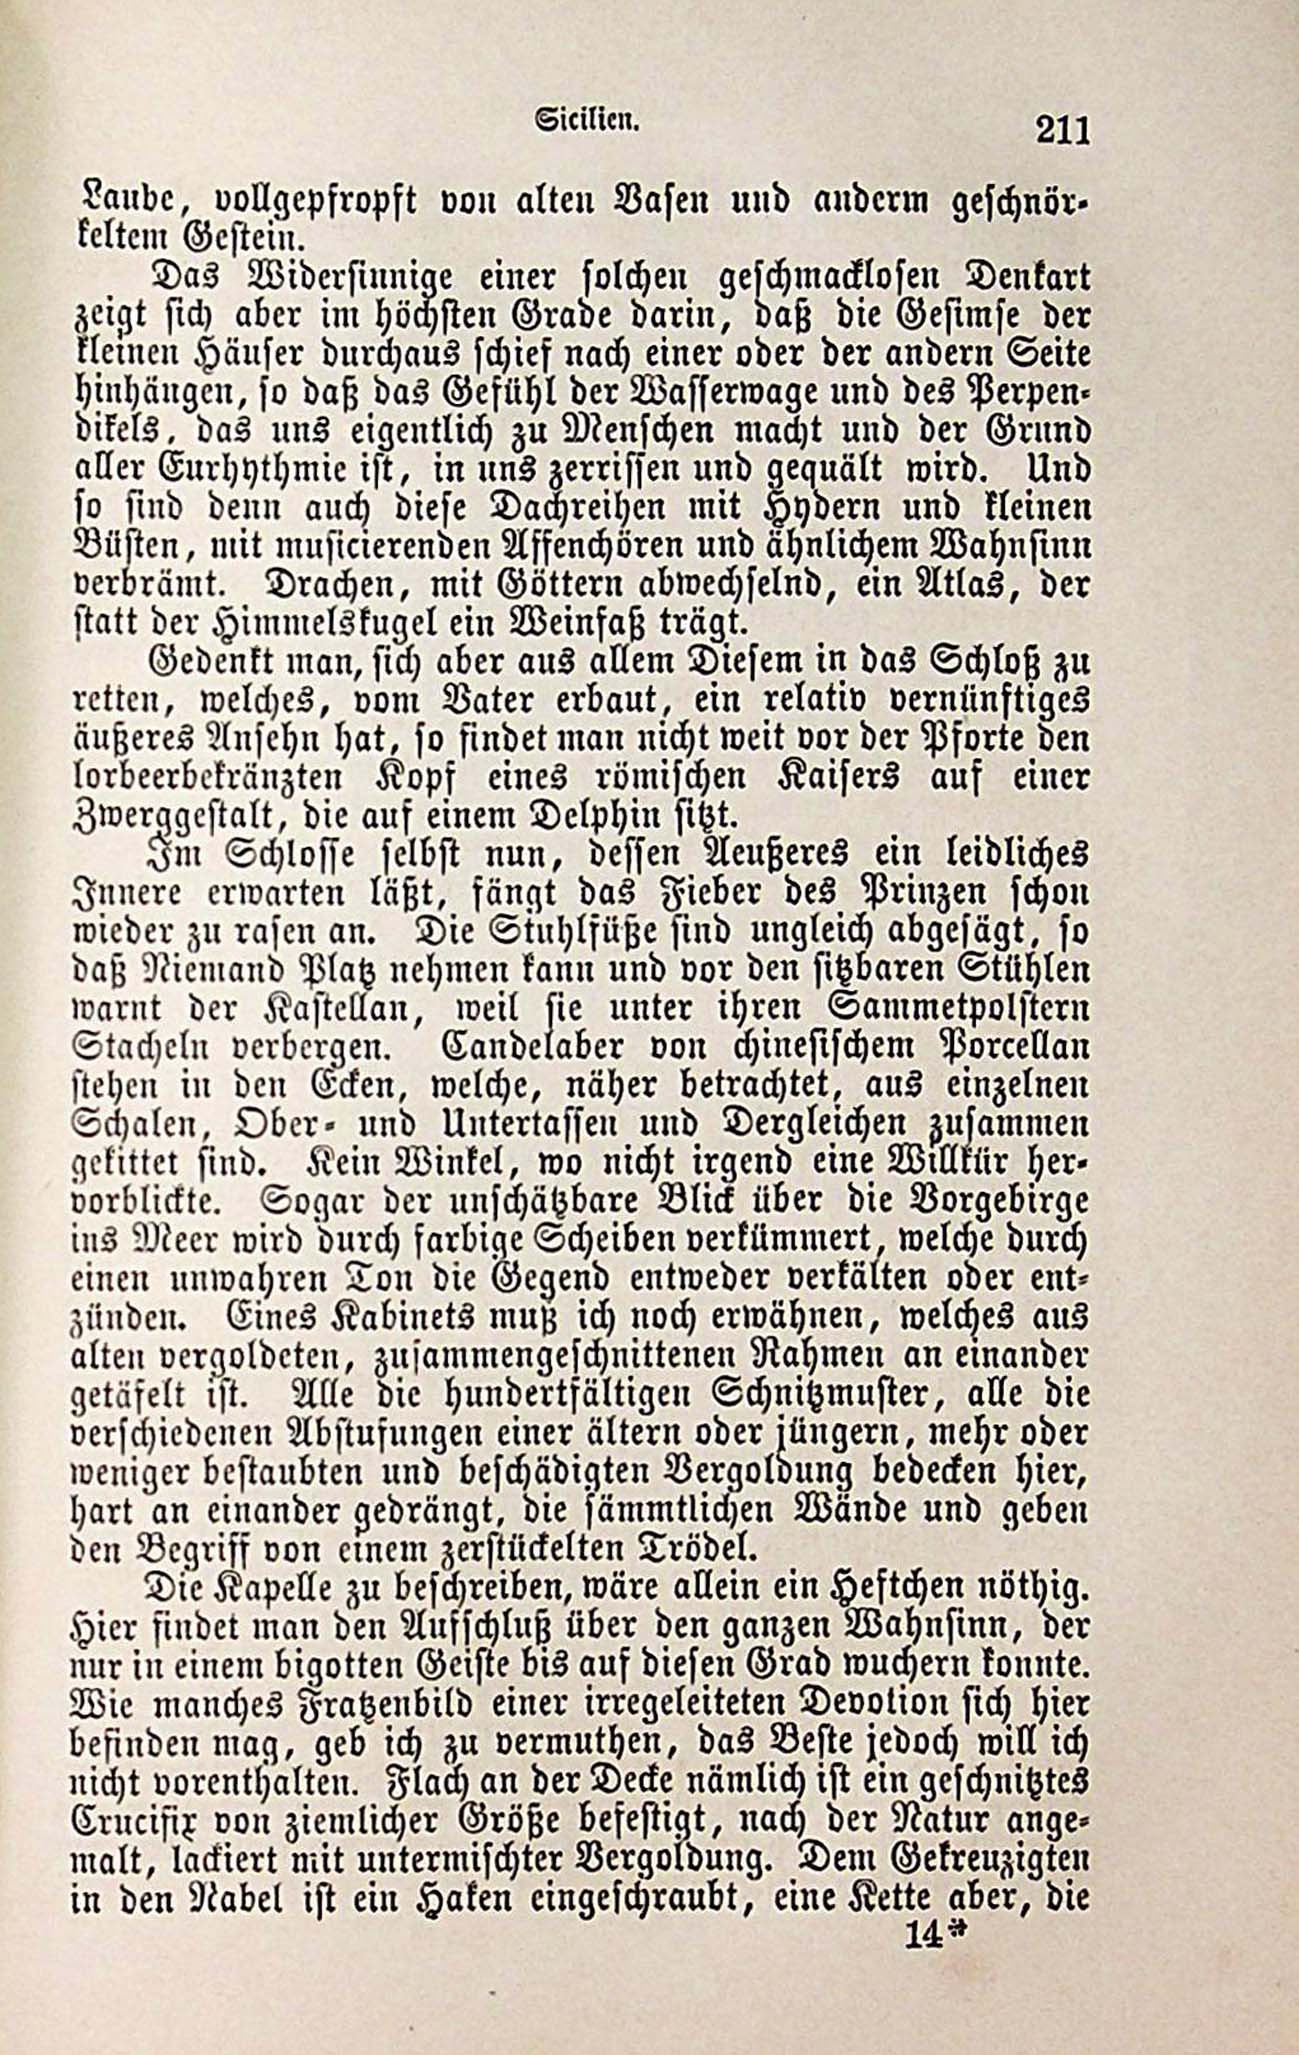 Sicilien.
211
Laube, vollgepfropft von alten Vasen und anderm geschnör-
keltem Gestein.
Das Widersinnige einer solchen geschmacklosen Denkart
zeigt sich aber im höchsten Grade darin, daß die Gesimse der
kleinen Häuser durchaus schief nach einer oder der andern Seite
hinhängen, so daß das Gefühl der Wasserwage und des Perpen-
dikels, das uns eigentlich zu Menschen macht und der Grund
aller Eurhythmie ist, in uns zerrissen und gequält wird. Und
so sind denn auch diese Dachreihen mit Hydern und kleinen
Büsten, mit musicierenden Affenchören und ähnlichem Wahnsinn
verbrämt. Drachen, mit Göttern abwechselnd, ein Atlas, der
statt der Himmelskugel ein Weinfaß trägt.
Gedenkt man, sich aber aus allem Diesem in das Schloß zu
retten, welches, vom Vater erbaut, ein relativ vernünftiges
äußeres Ansehn hat, so findet man nicht weit vor der Pforte den
lorbeerbekränzten Kopf eines römischen Kaisers auf einer
Zwerggestalt, die auf einem Delphin sitzt.
Im Schlosse selbst nun, dessen Aeußeres ein leidliches
Innere erwarten läßt, fängt das Fieber des Prinzen schon
wieder zu rasen an. Die Stuhlfüße sind ungleich abgesägt, so
daß Niemand Platz nehmen kann und vor den sitzbaren Stühlen
warnt der Kastellan, weil sie unter ihren Sammetpolstern
Stacheln verbergen. Candelaber von chinesischem Porcellan
stehen in den Ecken, welche, näher betrachtet, aus einzelnen
Schalen, Ober- und Untertassen und Dergleichen zusammen
gekittet sind. Kein Winkel, wo nicht irgend eine Willkür her-
vorblickte. Sogar der unschätzbare Blick über die Vorgebirge
ins Meer wird durch farbige Scheiben verkümmert, welche durch
einen unwahren Ton die Gegend entweder verkälten oder ent-
zünden. Eines Kabinets muß ich noch erwähnen, welches aus
alten vergoldeten, zusammengeschnittenen Rahmen an einander
getäfelt ist. Alle die hundertfältigen Schnitzmuster, alle die
verschiedenen Abstufungen einer ältern oder jüngern, mehr oder
weniger bestaubten und beschädigten Vergoldung bedecken hier,
hart an einander gedrängt, die sämmtlichen Wände und geben
den Begriff von einem zerstückelten Trödel.
Die Kapelle zu beschreiben, wäre allein ein Heftchen nöthig.
Hier findet man den Aufschluß über den ganzen Wahnsinn, der
nur in einem bigotten Geiste bis auf diesen Grad wuchern konnte.
Wie manches Fratzenbild einer irregeleiteten Devotion sich hier
befinden mag, geb ich zu vermuthen, das Beste jedoch will ich
nicht vorenthalten. Flach an der Decke nämlich ist ein geschnitztes
Crucifix von ziemlicher Größe befestigt, nach der Natur ange-
malt, lackiert mit untermischter Vergoldung. Dem Gekreuzigten
in den Nabel ist ein Haken eingeschraubt, eine Kette aber, die
14*